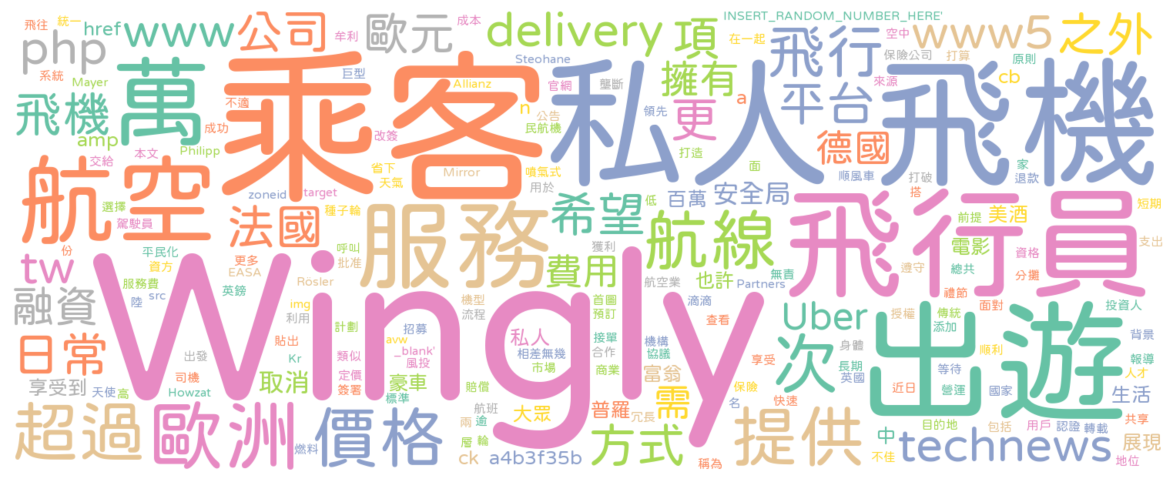 飛往 統一 href www 公司 歐元 delivery 項 INSERT_RANDOM_NUMBER_HERE'
php 成本 牟利 Steohane 在一起 飛行 空中 www5 之外
系統 Mayer 萬 乘客 巨型 Allianz 官網 壟斷 擁有 保險公司 打算 原則
飛機 不適 私人 飛機 來源 cb
成功 改簽 n 公告 民航機 領先 更 a 平台
amp 交給 本文 Philipp 省下 天氣 Mirror 噴氣式 用於 打造 面 順風車 德國 家 退款
航空 選擇 駕駛員 zoneid target 種子輪 希望 低 百萬 安全局 打破 搭 短期
法國 服務 航線 飛行員 前提 美酒 支出
份 平民化 更多 EASA 呼叫 批准 獲利 電影 資格
tw 資方 服務費 src 英鎊 Rösler 費用 航空業 也許 無責 Partners 遵守 總共 分攤
融資 陸 img 利用 Wingly 機型 流程 首圖 預訂 機構 協議 滴滴 查看 Uber 禮節 面對 投資人
日常 貼出 計劃 avw 招募 私人 接單 合作 授權 傳統 添加 背景
出發 Kr _blank' 風投 相差無幾 市場 商業 次 身體 出遊 順利 報導
享受到 天使 高 司機 Howzat 類似 定價 簽署 取消 標準 豪車 賠償 富翁 享受 長期 英國 近日 等待 營運 國家 人才 生活
超過 歐洲 燃料 價格 航班 兩 逾 大眾 普羅 冗長 需 保險 名 快速 目的地 包括 用戶 認證 轉載 共享
ck 屋 輪 a4b3f35b 方式 稱為 提供 中 不佳 technews 展現 地位